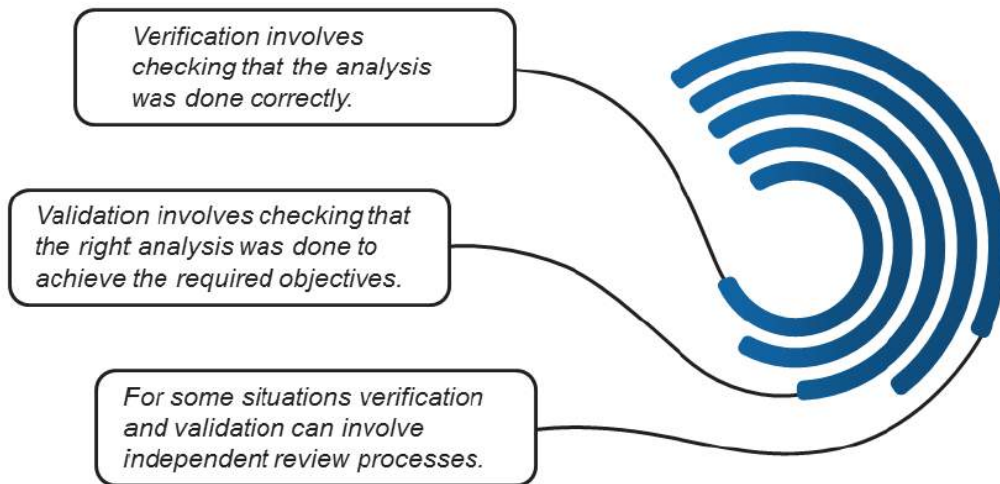 Verification involves
checking that the analysis
was done correctly.
Validation involves checking that
the right analysis was done to
achieve the required objectives.
For some situations verification
and validation can involve
independent review processes.